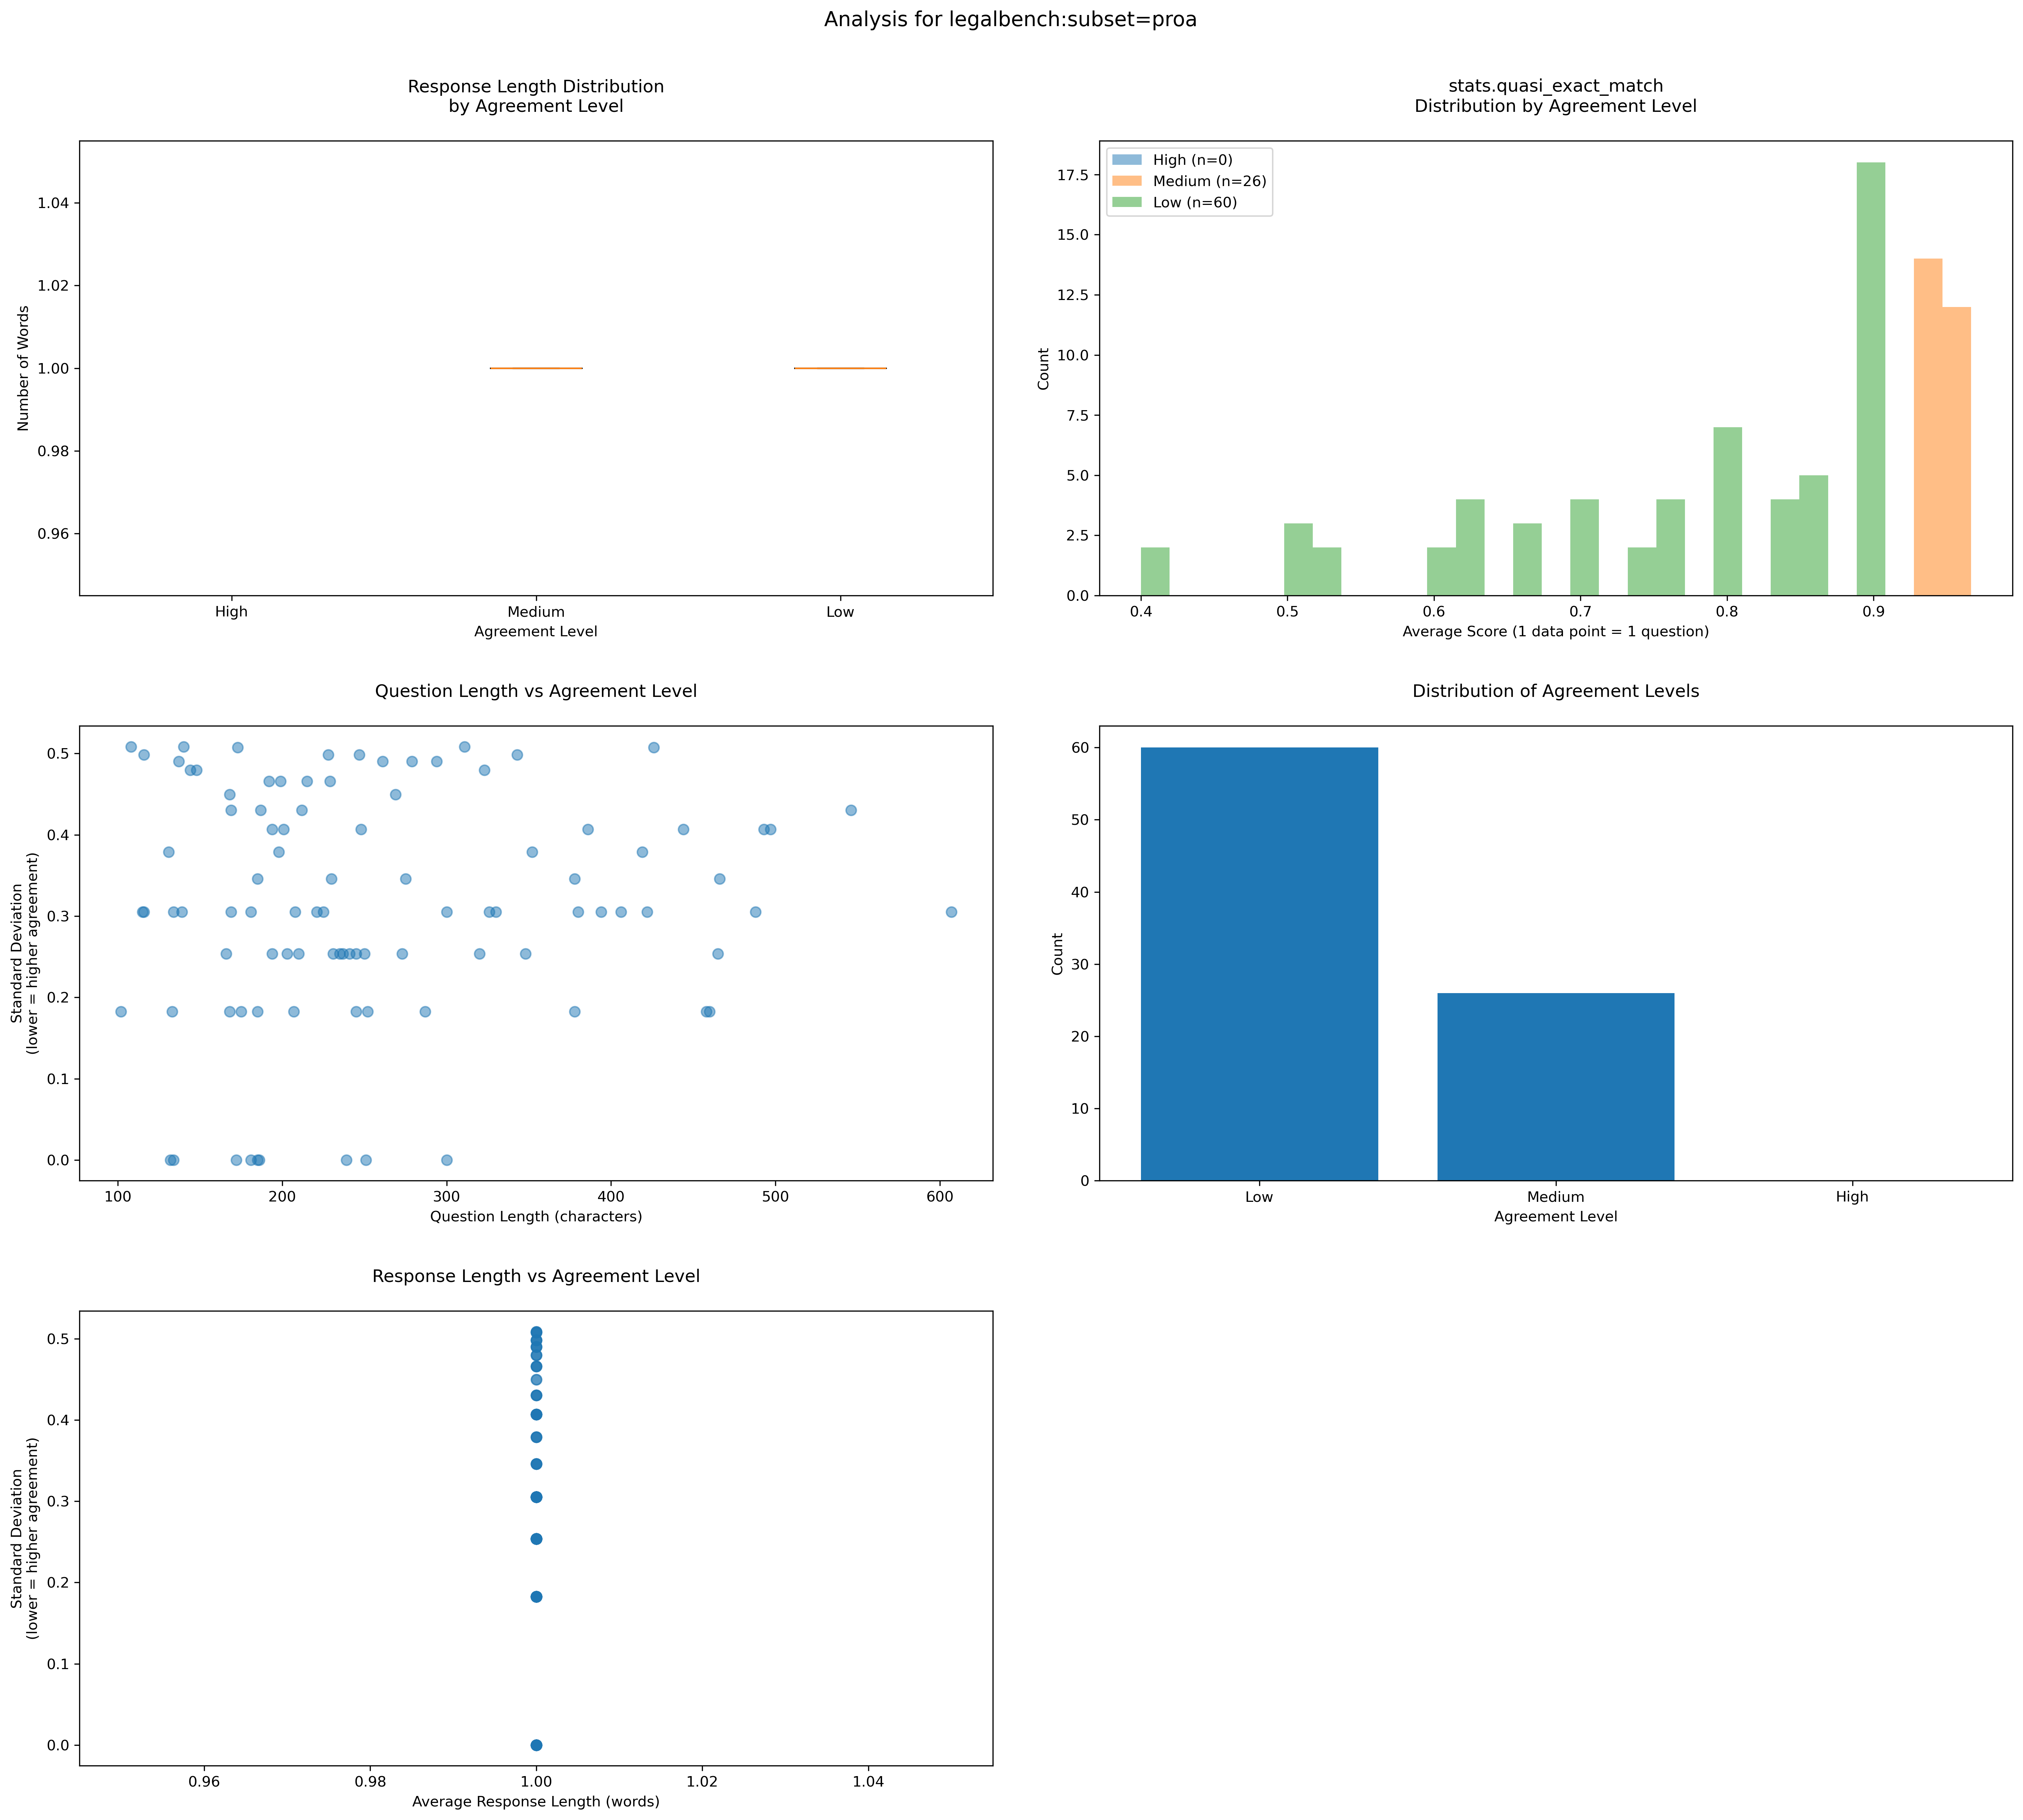 Analysis for legalbench:subset=proa
Response Length Distribution
by Agreement Level
Number of Words
1.04
1.02
1.00
0.98
0.96
High
Medium
Low
Agreement Level
stats.quasi_exact_match
Distribution by Agreement Level
High (n=0)
Medium (n=26)
Low (n=60)
Count
17.5
15.0
12.5
10.0
7.5
5.0
2.5
0.0
0.4
0.5
0.6
0.7
0.8
0.9
Average Score (1 data point = 1 question)
Question Length vs Agreement Level
Standard Deviation
(lower = higher agreement)
0.5
0.4
0.3
0.2
0.1
0.0
100
200
300
400
500
600
Question Length (characters)
Distribution of Agreement Levels
Count
60
50
40
30
20
10
0
Low
Medium
High
Agreement Level
Response Length vs Agreement Level
Standard Deviation
(lower = higher agreement)
0.5
0.4
0.3
0.2
0.1
0.0
0.96
0.98
1.00
1.02
1.04
Average Response Length (words)